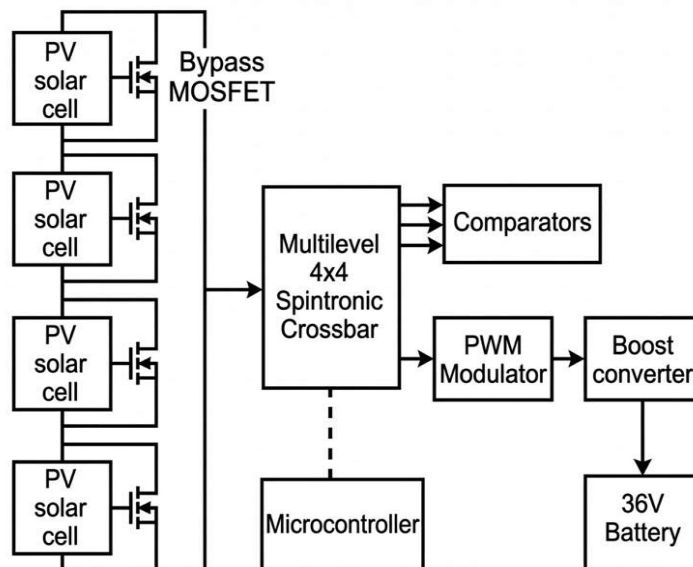 PV
solar
cell
Bypass
MOSFET
PV
solar
cell
Multilevel
4x4
Spintronic
Crossbar
Comparators
PV
solar
cell
PWM
Modulator
Boost
converter
PV
solar
cell
Microcontroller
36V
Battery